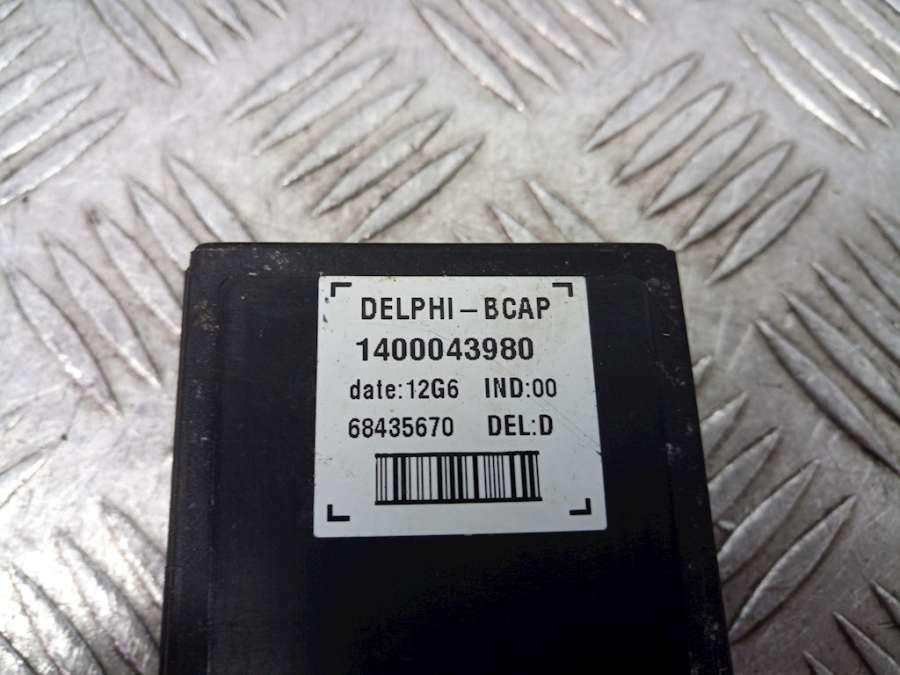 DELPHI – BCAP
1400043980
date:12G6 IND:00
68435670 DEL:D